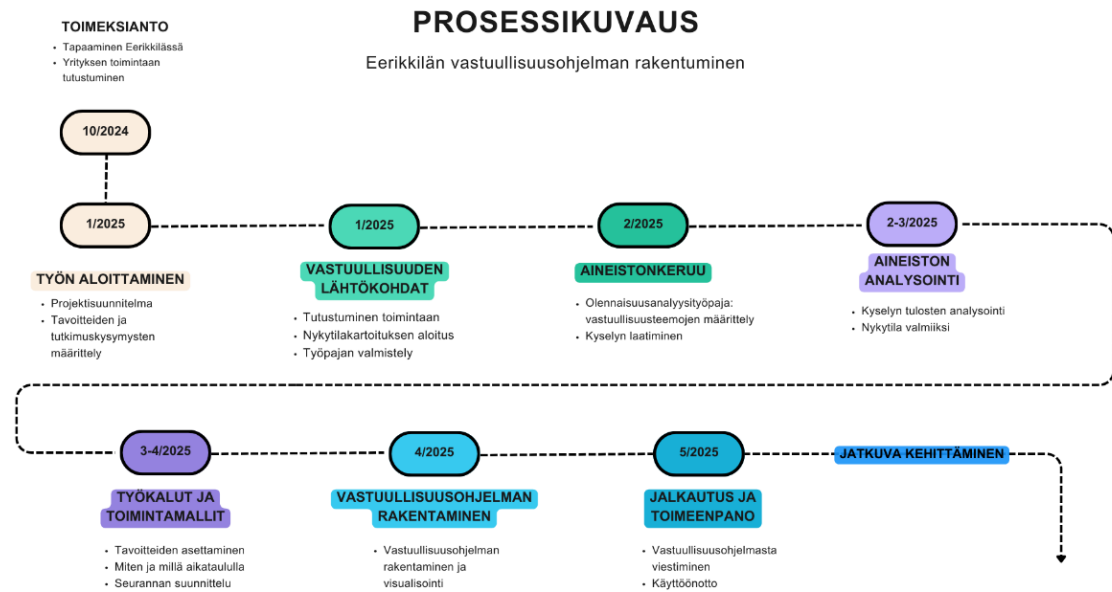 PROSESSIKUVAUS
Eerikkilän vastuullisuusohjelman rakentuminen
TOIMEKSIANTO
• Tapaaminen Eerikkilässä
• Yrityksen toimintaan
tutustuminen
10/2024
1/2025
TYÖN ALOITTAMINEN
• Projektisuunnitelma
• Tavoitteiden ja
tutkimuskysymysten
määrittely
1/2025
VASTUULLISUUDEN
LÄHTÖKOHDAT
• Tutustuminen toimintaan
• Nykytilakartoituksen aloitus
• Työpajan valmistely
2/2025
AINEISTONKERUU
• Olennaisuusanalyysityöpaja:
vastuullisuusteemojen määrittely
• Kyselyn laatiminen
2-3/2025
AINEISTON
ANALYSOINTI
• Kyselyn tulosten analysointi
• Nykytila valmiiksi
3-4/2025
TYÖKALUT JA
TOIMINTAMALLIT
• Tavoitteiden asettaminen
• Miten ja millä aikataululla
• Seurannan suunnittelu
4/2025
VASTUULLISUUSOHJELMAN
RAKENTAMINEN
• Vastuullisuusohjelman
rakentaminen ja
visualisointi
5/2025
JALKAUTUS JA
TOIMEENPANO
• Vastuullisuusohjelmasta
viestiminen
• Käyttöönotto
JATKUVA KEHITTÄMINEN